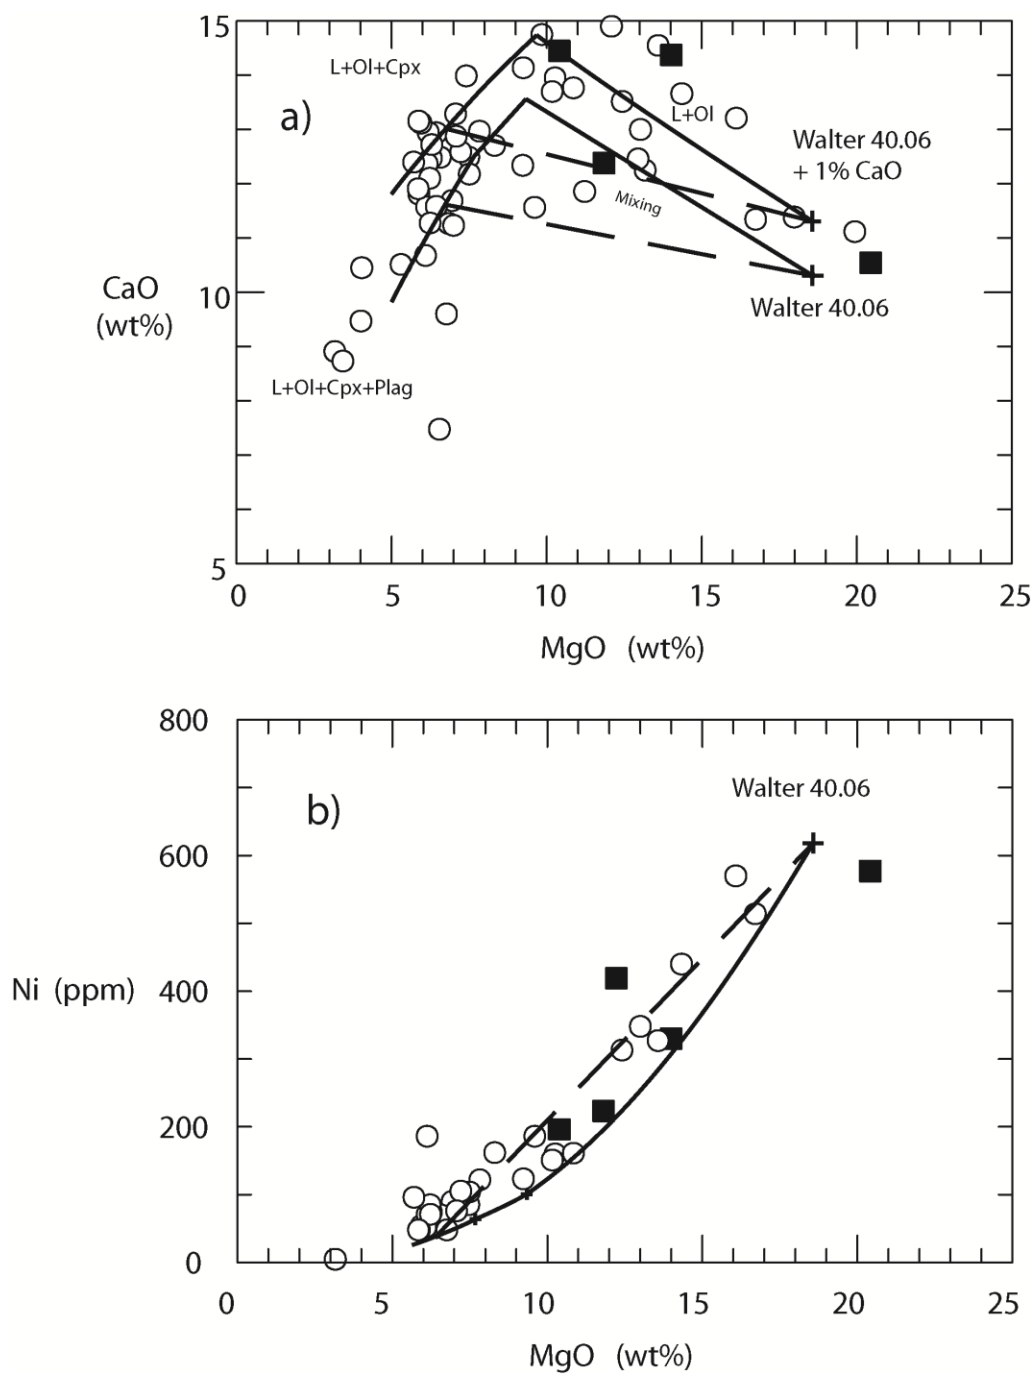 15
L+Ol+Cpx
a)
L+Ol
Walter 40.06
+ 1% CaO
Mixing
CaO
(wt%)
10
Walter 40.06
L+Ol+Cpx+Plag
5
0 5 10 15 20 25
MgO (wt%)
800
Walter 40.06
b)
600
Ni (ppm)
400
200
0
0 5 10 15 20 25
MgO (wt%)